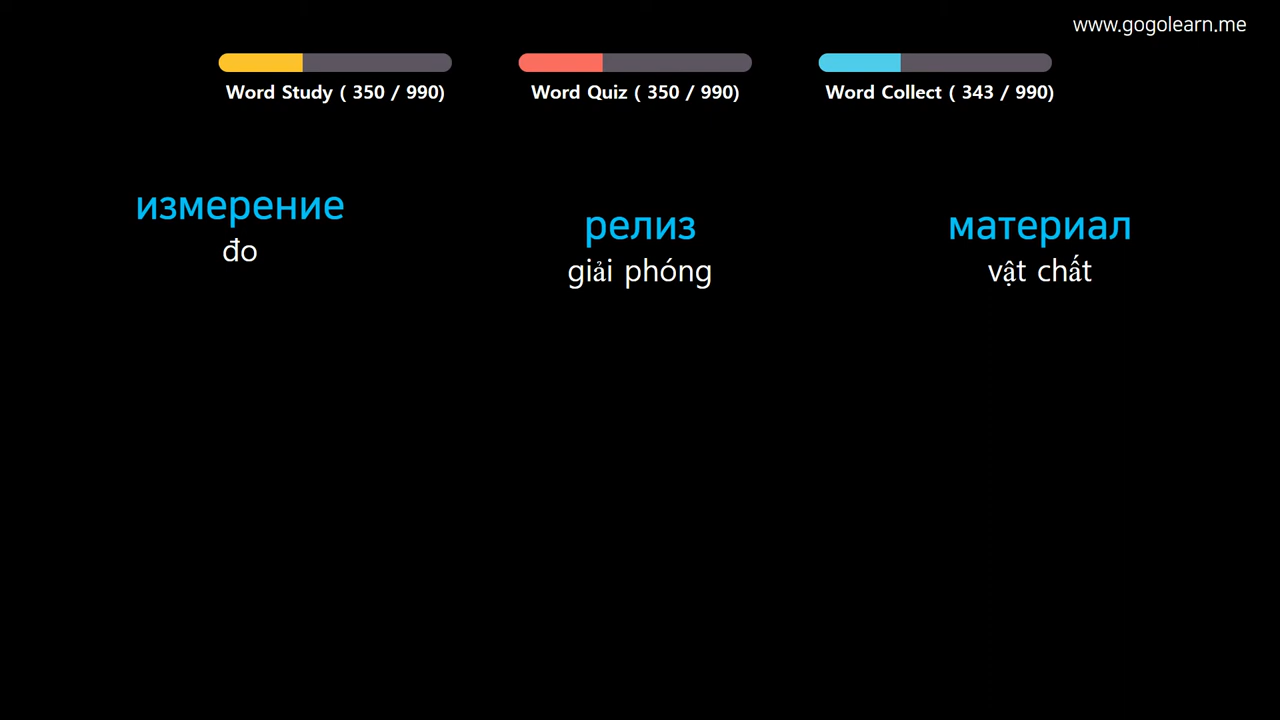 www.gogolearn.me
Word Study ( 350 / 990)
Word Quiz ( 350 / 990)
Word Collect ( 343 / 990)
измерение
đo
релиз
giải phóng
материал
vật chất